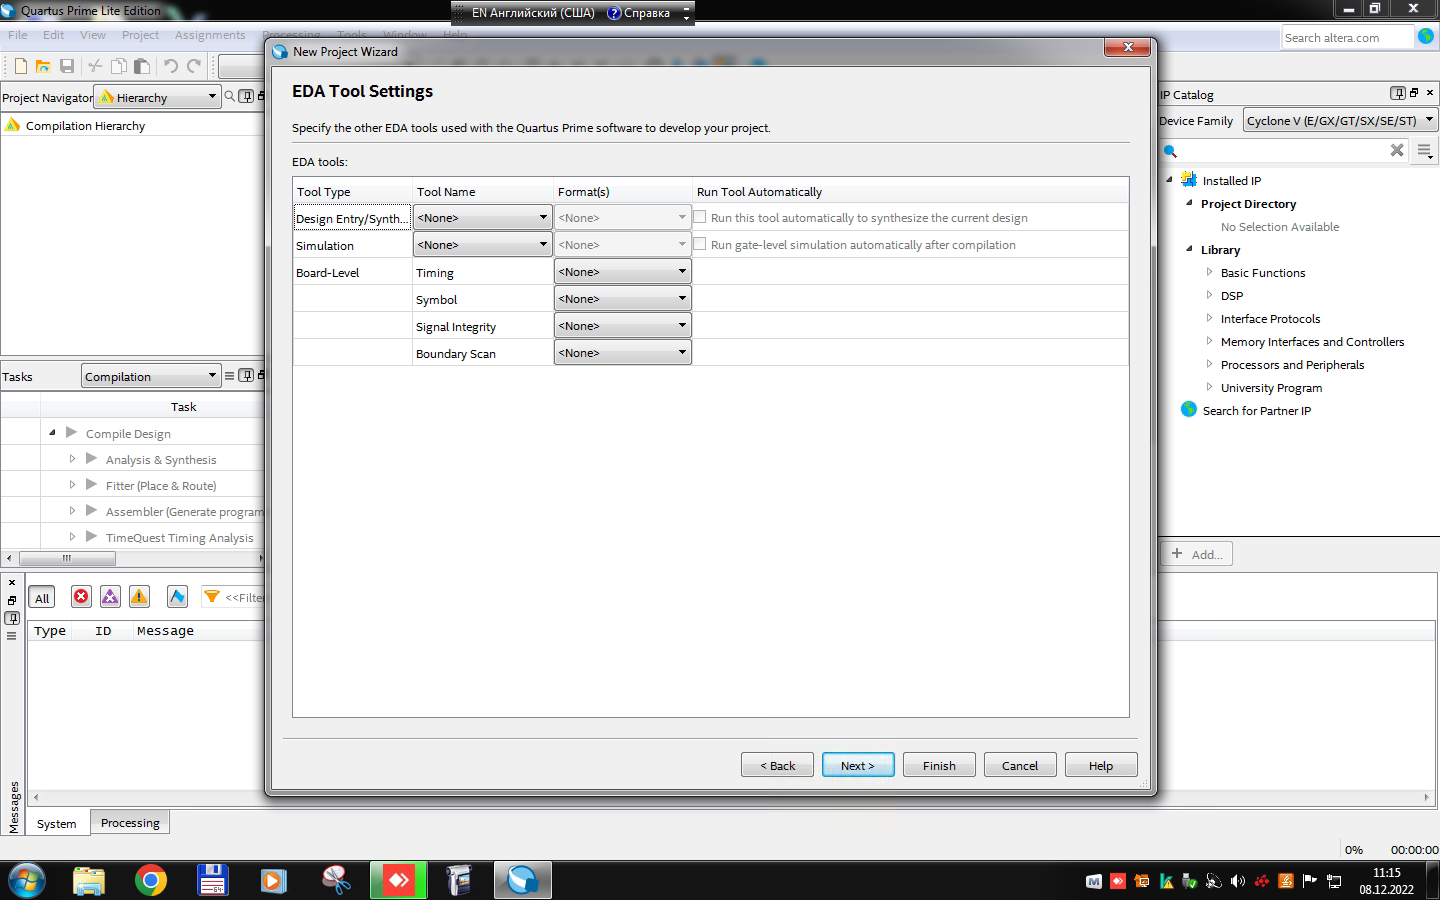 Quartus Prime Lite Edition
EN Английский (США) Справка
File Edit View Project Assignments Processing Tools Window Help
Search altera.com
New Project Wizard
EDA Tool Settings
Specify the other EDA tools used with the Quartus Prime software to develop your project.
EDA tools:
Tool Type Tool Name Format(s) Run Tool Automatically
Design Entry/Synth... <None> <None> Run this tool automatically to synthesize the current design
Simulation <None> <None> Run gate-level simulation automatically after compilation
Board-Level Timing <None>
Symbol <None>
Signal Integrity <None>
Boundary Scan <None>
< Back Next > Finish Cancel Help
Project Navigator Hierarchy
Compilation Hierarchy
Tasks Compilation
Task
Compile Design
Analysis & Synthesis
Fitter (Place & Route)
Assembler (Generate program
TimeQuest Timing Analysis
IP Catalog
Device Family Cyclone V (E/GX/GT/SX/SE/ST)
Installed IP
Project Directory
No Selection Available
Library
Basic Functions
DSP
Interface Protocols
Memory Interfaces and Controllers
Processors and Peripherals
University Program
Search for Partner IP
+ Add...
All <<Filte
Type ID Message
Messages
System Processing
0% 00:00:00
64
11:15
08.12.2022